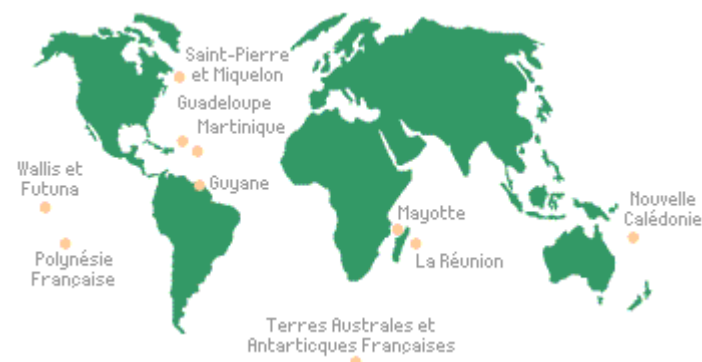 Saint-Pierre
et Miquelon
Guadeloupe
Martinique
Wallis et
Futuna
Guyane
Nouvelle
Calédonie
Mayotte
Polynésie
Française
La Réunion
Terres Australes et
Antarticques Françaises